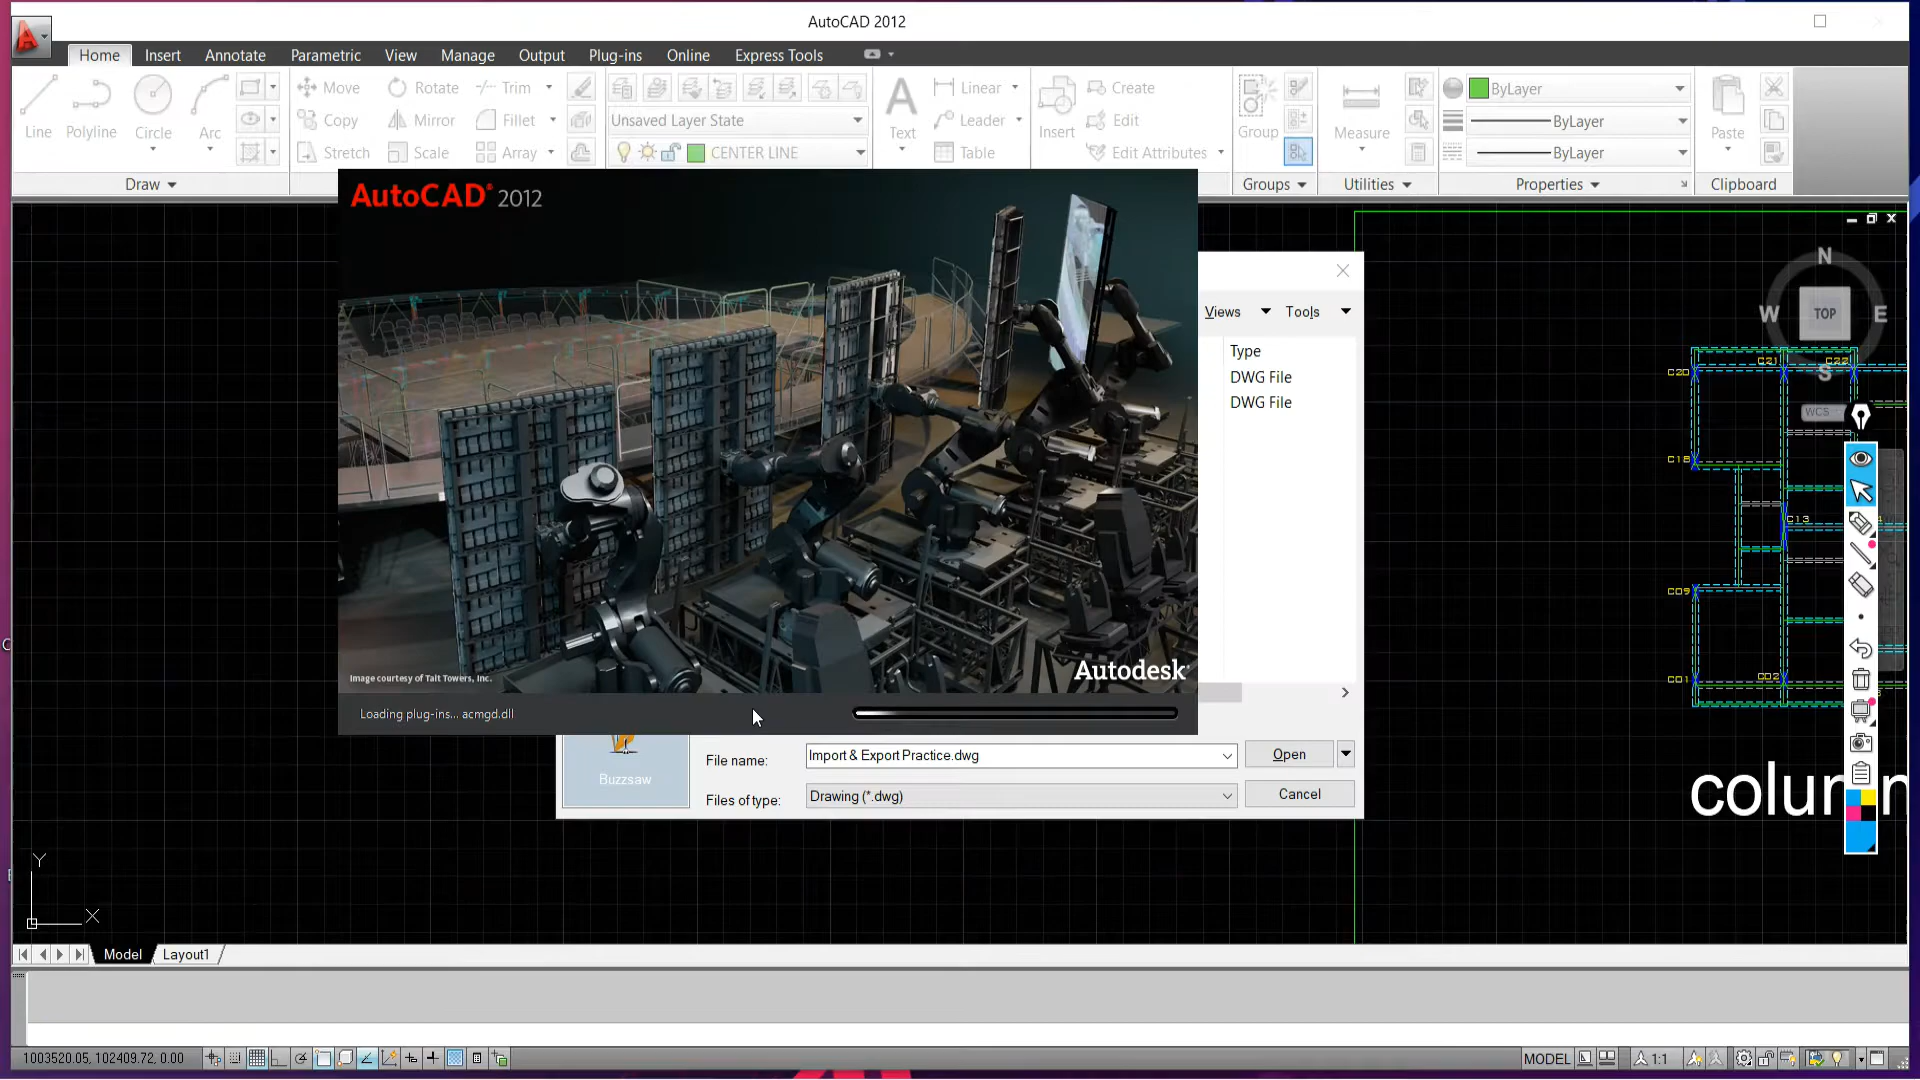 AutoCAD 2012
Home Insert Annotate Parametric View Manage Output Plug-ins Online Express Tools
Line Polyline Circle Arc
Move Rotate Trim
Copy Mirror Fillet
Stretch Scale Array
Unsaved Layer State
CENTER LINE
Text
Linear
Leader
Table
Insert
Create
Edit
Edit Attributes
Group
Measure
ByLayer
ByLayer
ByLayer
Paste
Draw Groups Utilities Properties Clipboard
AutoCAD 2012
Image courtesy of Tait Towers, Inc.
Autodesk
Loading plug-ins... acmgd.dll
Views Tools
Type
DWG File
DWG File
Buzzsaw
File name: Import & Export Practice.dwg Open
Files of type: Drawing (*.dwg) Cancel
N
W TOP E
S
WCS
C21 C22
C20
C18
C13
C09
C01 C02
Y
X
Model Layout1
1003520.05, 102409.72, 0.00
MODEL 1:1